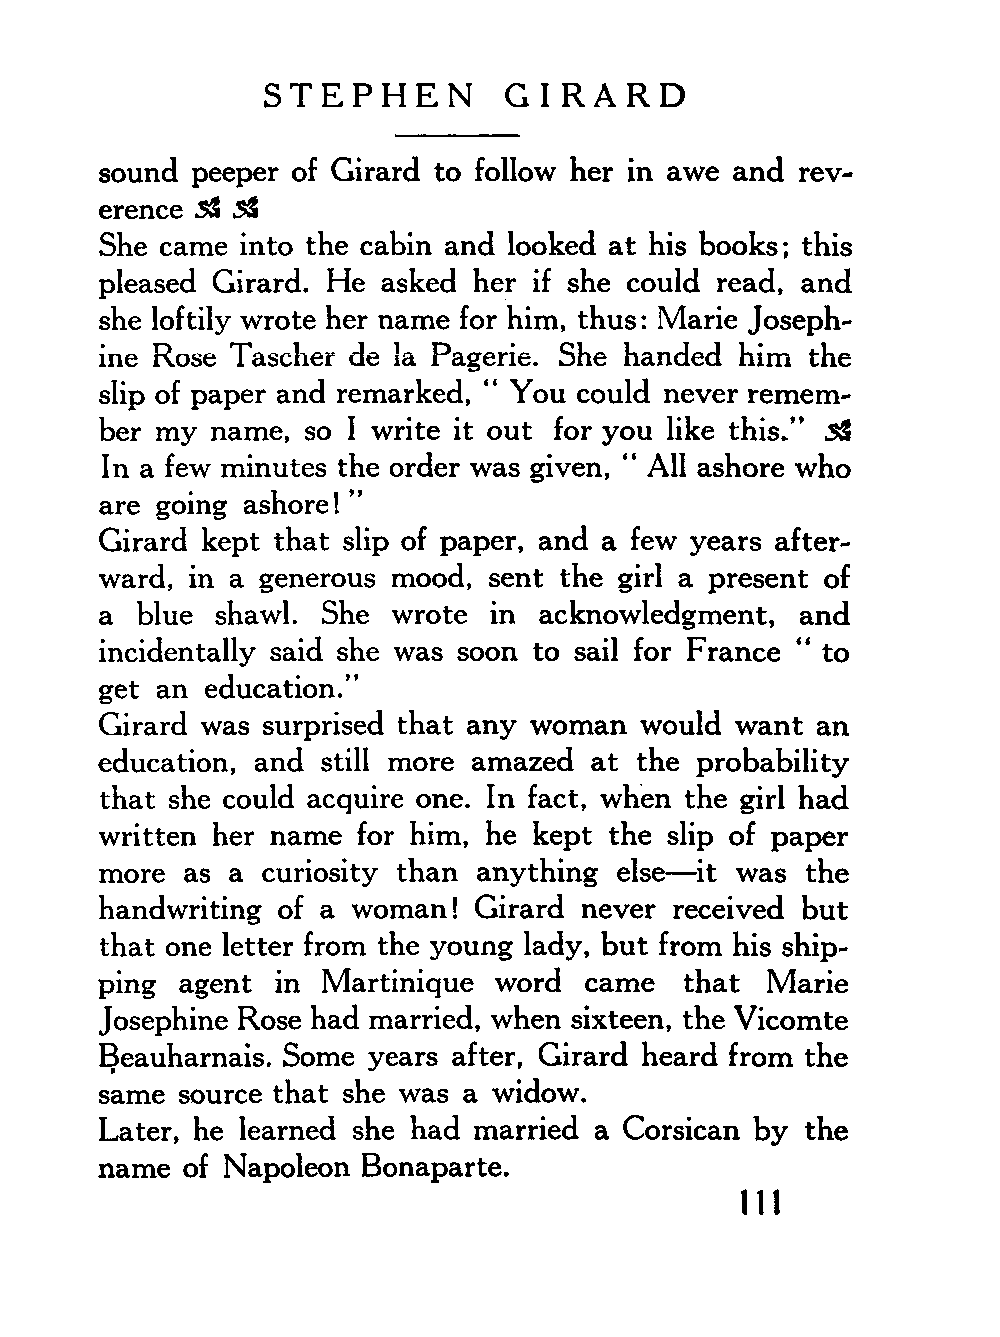 STEPHEN GIRARD
sound peeper of Girard to follow her in awe and rev-
erence
She came into the cabin and looked at his books; this
pleased Girard. He asked her if she could read, and
she loftily wrote her name for him, thus: Marie Joseph-
ine Rose Tascher de la Pagerie. She handed him the
slip of paper and remarked, “ You could never remem-
ber my name, so I write it out for you like this.”
In a few minutes the order was given, “ All ashore who
are going ashore! ”
Girard kept that slip of paper, and a few years after-
ward, in a generous mood, sent the girl a present of
a blue shawl. She wrote in acknowledgment, and
incidentally said she was soon to sail for France “ to
get an education.”
Girard was surprised that any woman would want an
education, and still more amazed at the probability
that she could acquire one. In fact, when the girl had
written her name for him, he kept the slip of paper
more as a curiosity than anything else—it was the
handwriting of a woman! Girard never received but
that one letter from the young lady, but from his ship-
ping agent in Martinique word came that Marie
Josephine Rose had married, when sixteen, the Vicomte
Beauharnais. Some years after, Girard heard from the
same source that she was a widow.
Later, he learned she had married a Corsican by the
name of Napoleon Bonaparte.
111